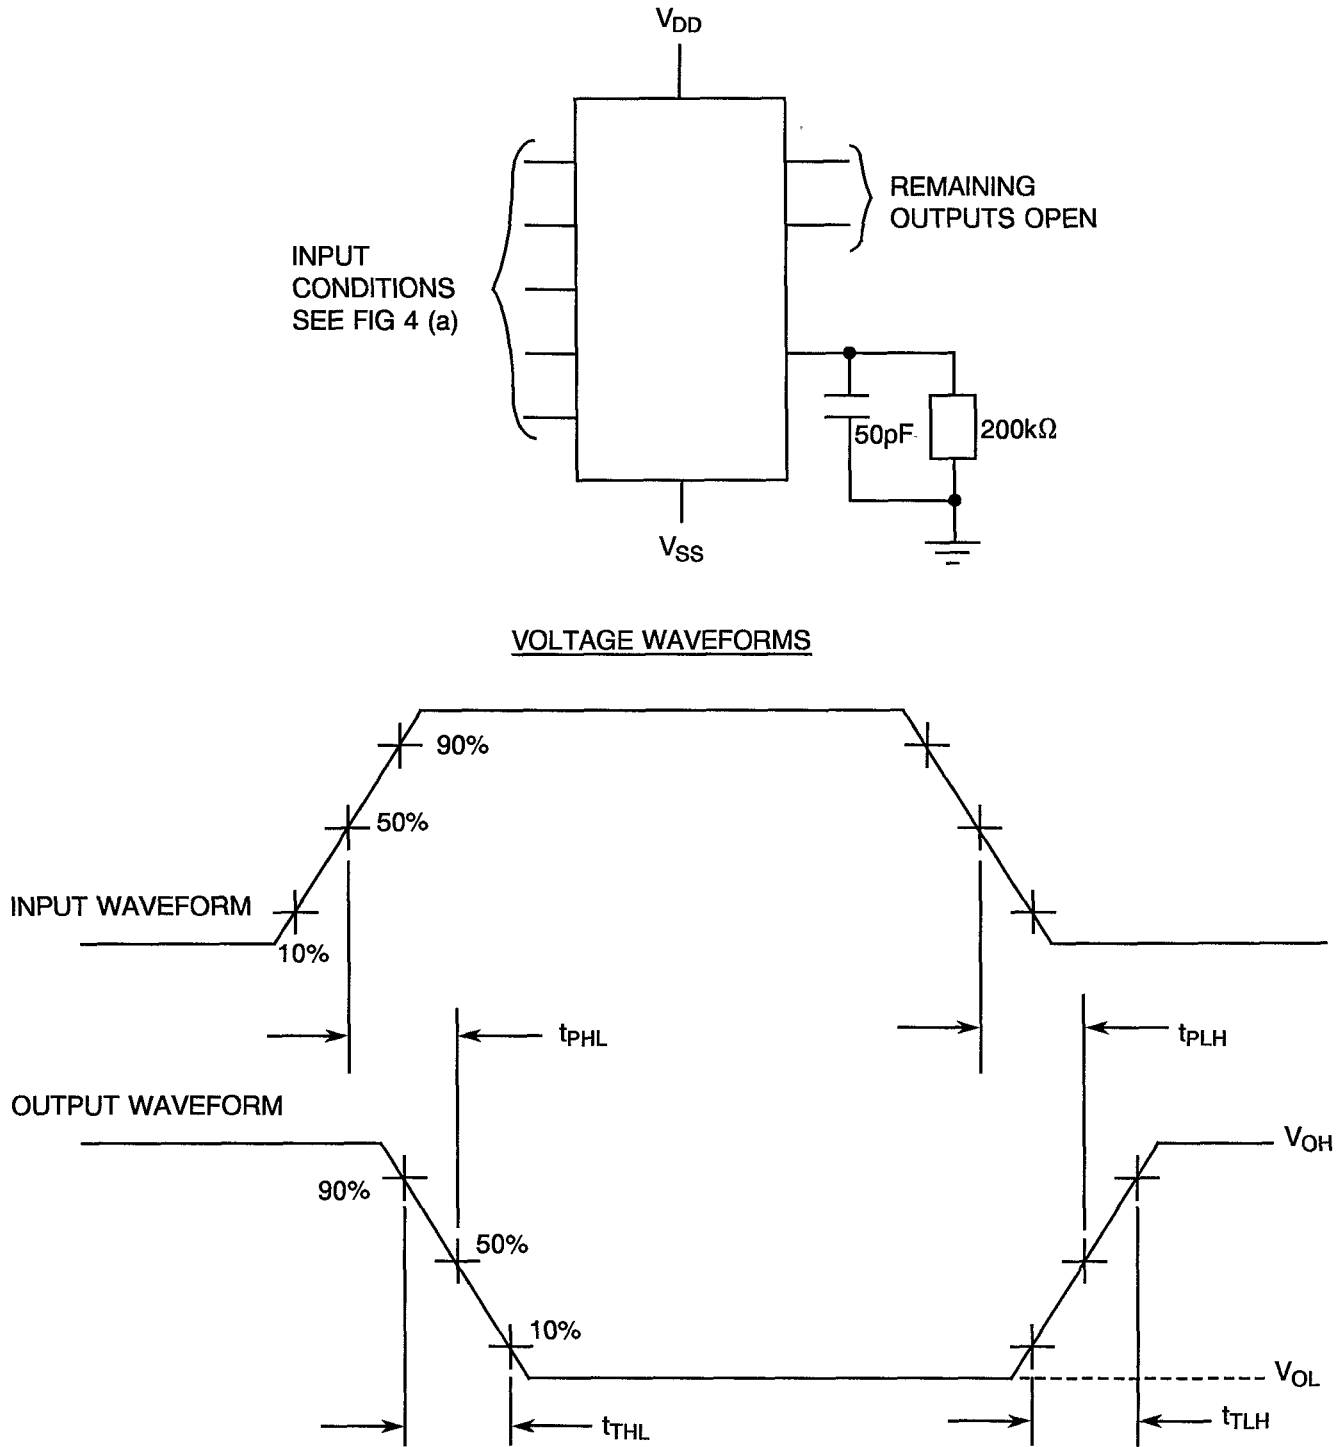 VDD
REMAINING
OUTPUTS OPEN
INPUT
CONDITIONS
SEE FIG 4 (a)
50pF
200kΩ
VSS
VOLTAGE WAVEFORMS
90%
50%
INPUT WAVEFORM
10%
tPHL
tPLH
OUTPUT WAVEFORM
VOH
90%
50%
10%
VOL
tTHL
tTLH